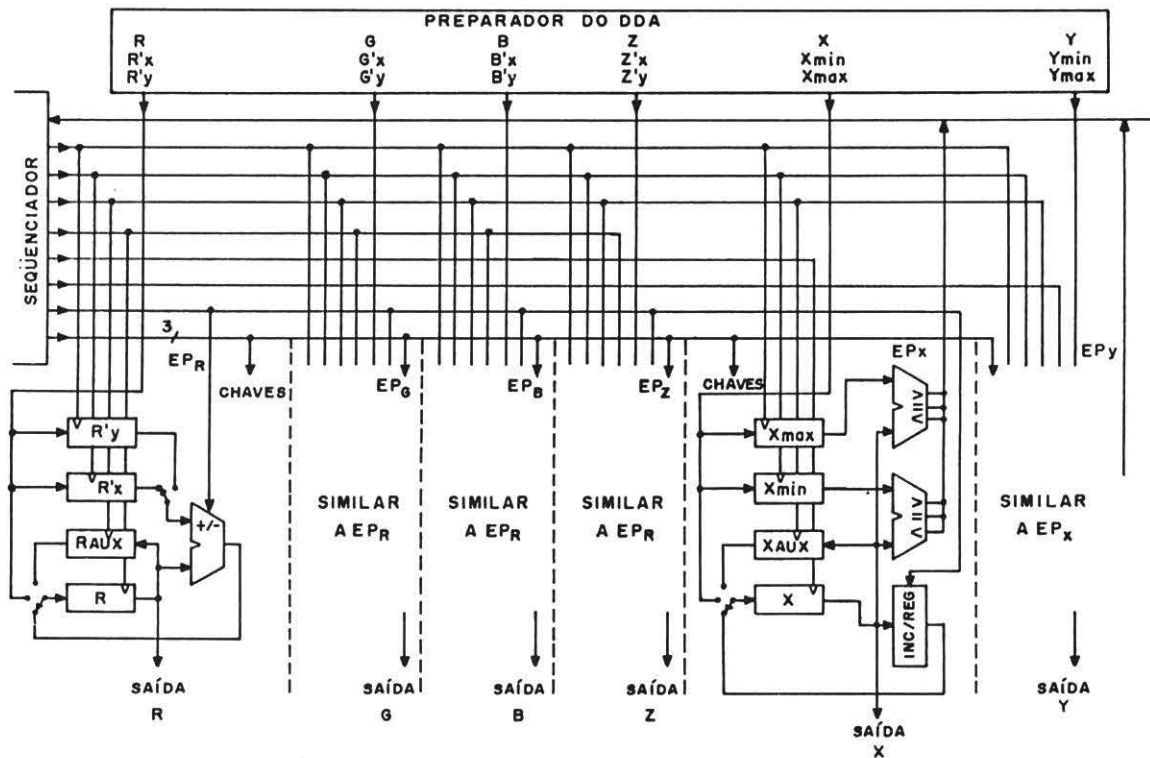 PREPARADOR DO DDA
R G B Z X Y
R'x G'x B'x Z'x Xmin Ymin
R'y G'y B'y Z'y Xmax Ymax
SEQÜENCIADOR
3
EPR
CHAVES
EPG
EPB
EPZ
CHAVES
EPx
EPy
R'y
R'x
RAUX
R
+/-
SIMILAR
A EPR
SIMILAR
A EPR
SIMILAR
A EPR
Xmax
Xmin
XAUX
X
< = >
< = >
INC/REG
SIMILAR
A EPx
SAÍDA
R
SAÍDA
G
SAÍDA
B
SAÍDA
Z
SAÍDA
X
SAÍDA
Y